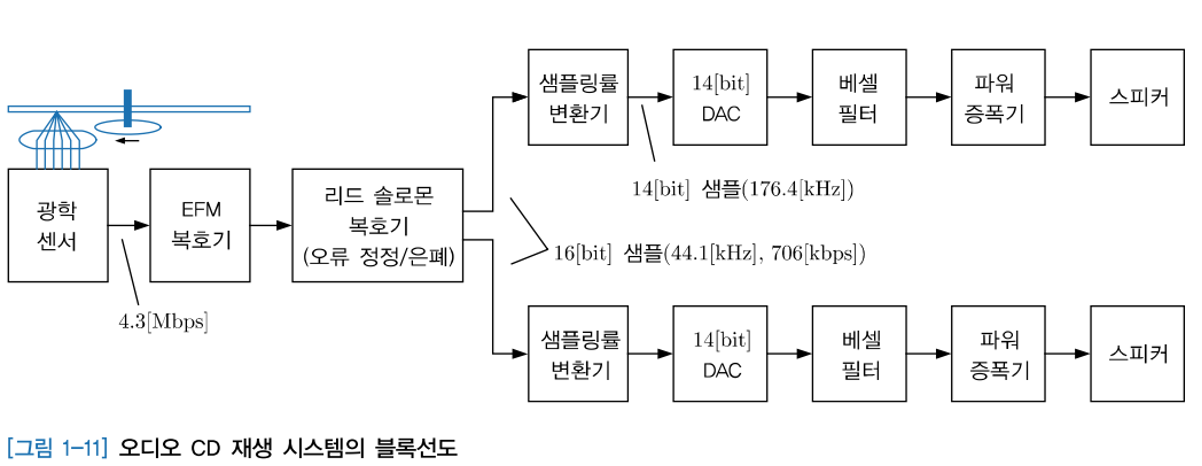 샘플링률
변환기
14[bit]
DAC
베셀
필터
파워
증폭기
스피커
14[bit] 샘플(176.4[kHz])
광학
센서
EFM
복호기
리드 솔로몬
복호기
(오류 정정/은폐)
16[bit] 샘플(44.1[kHz], 706[kbps])
4.3[Mbps]
샘플링률
변환기
14[bit]
DAC
베셀
필터
파워
증폭기
스피커
[그림 1-11] 오디오 CD 재생 시스템의 블록선도